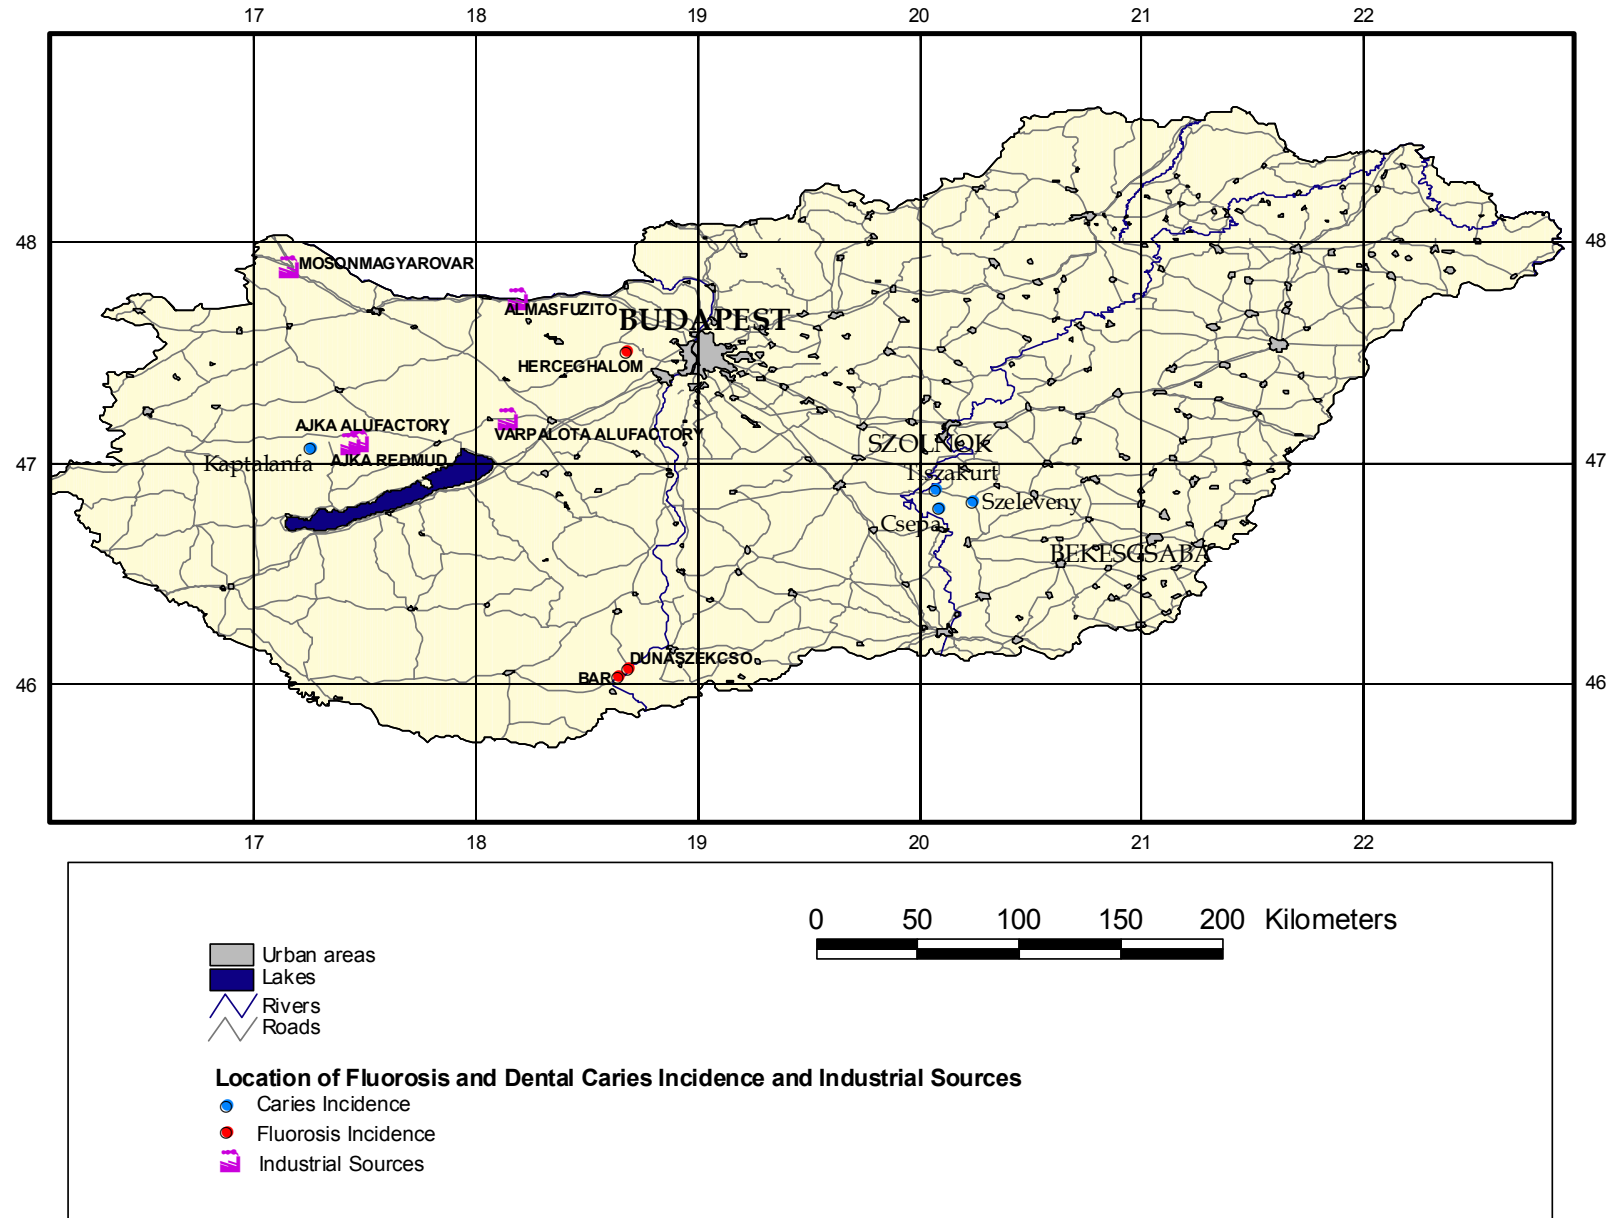 17 18 19 20 21 22
48 48
MOSONMAGYAROVAR
ALMASFUZITO
BUDAPEST
HERCEGHALOM
AJKA ALUFACTORY
VARPALOTA ALUFACTORY
SZOLNOK
Kaptalanfa
AJKA REDMUD
47 47
Tiszakurt
Szeleveny
Csepa
BEKESCSABA
DUNASZEKCSO
BAR
46 46
17 18 19 20 21 22
0 50 100 150 200 Kilometers
Urban areas
Lakes
Rivers
Roads
Location of Fluorosis and Dental Caries Incidence and Industrial Sources
Caries Incidence
Fluorosis Incidence
Industrial Sources